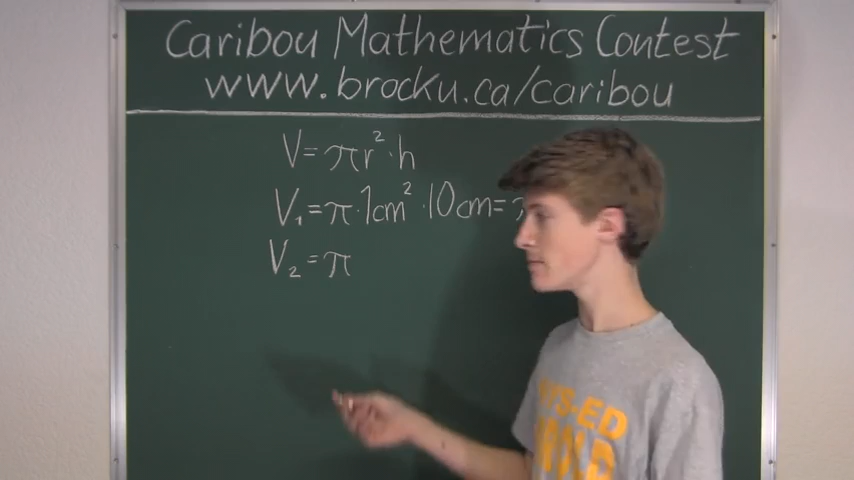 Caribou Mathematics Contest
www.brocku.ca/caribou
V=πr²·h
V₁=π·1cm²·10cm=
V₂=π